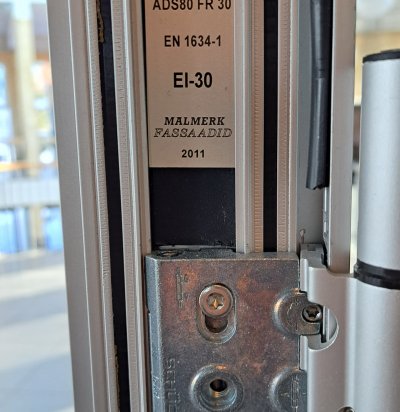 ADS80 FR 30
EN 1634-1
EI-30
MALMERK
FASSAADID
2011